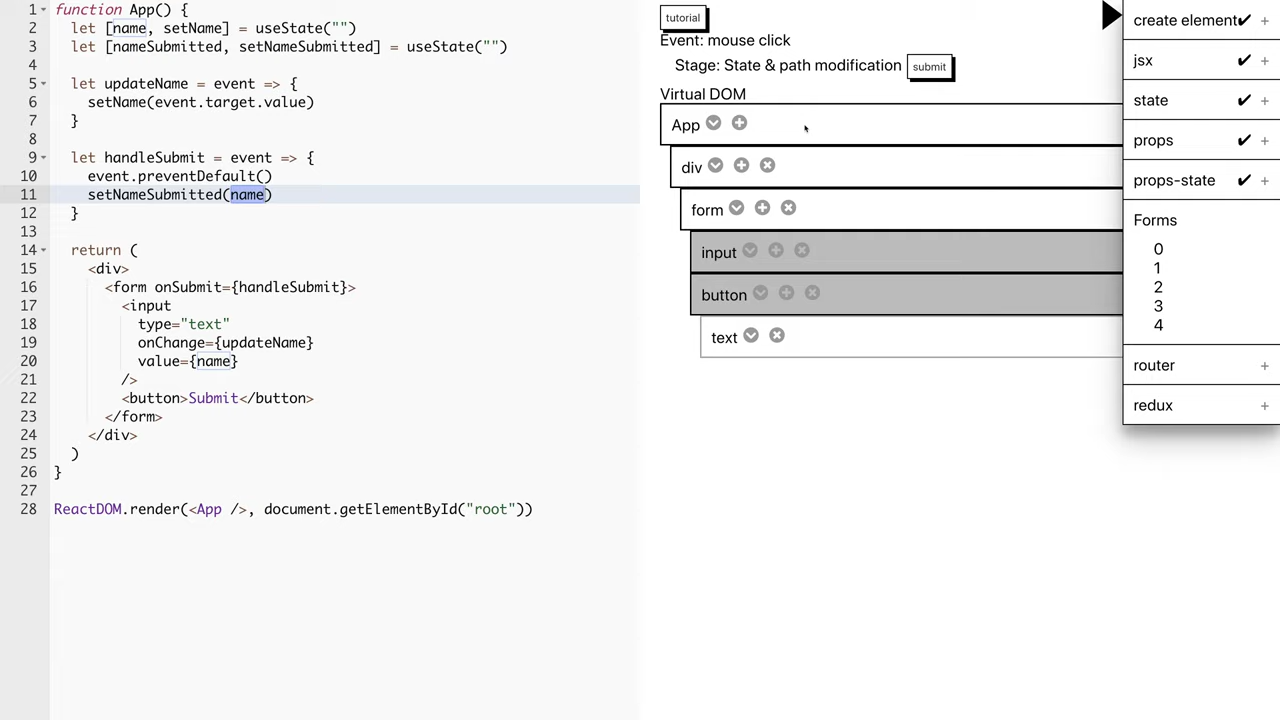 1 function App() {
2 let [name, setName] = useState("")
3 let [nameSubmitted, setNameSubmitted] = useState("")
4
5 let updateName = event => {
6 setName(event.target.value)
7 }
8
9 let handleSubmit = event => {
10 event.preventDefault()
11 setNameSubmitted(name)
12 }
13
14 return (
15 <div>
16 <form onSubmit={handleSubmit}>
17 <input
18 type="text"
19 onChange={updateName}
20 value={name}
21 />
22 <button>Submit</button>
23 </form>
24 </div>
25 )
26 }
27
28 ReactDOM.render(<App />, document.getElementById("root"))
tutorial
Event: mouse click
Stage: State & path modification submit
Virtual DOM
App
div
form
input
button
text
create element✔ +
jsx ✔ +
state ✔ +
props ✔ +
props-state ✔ +
Forms
0
1
2
3
4
router +
redux +